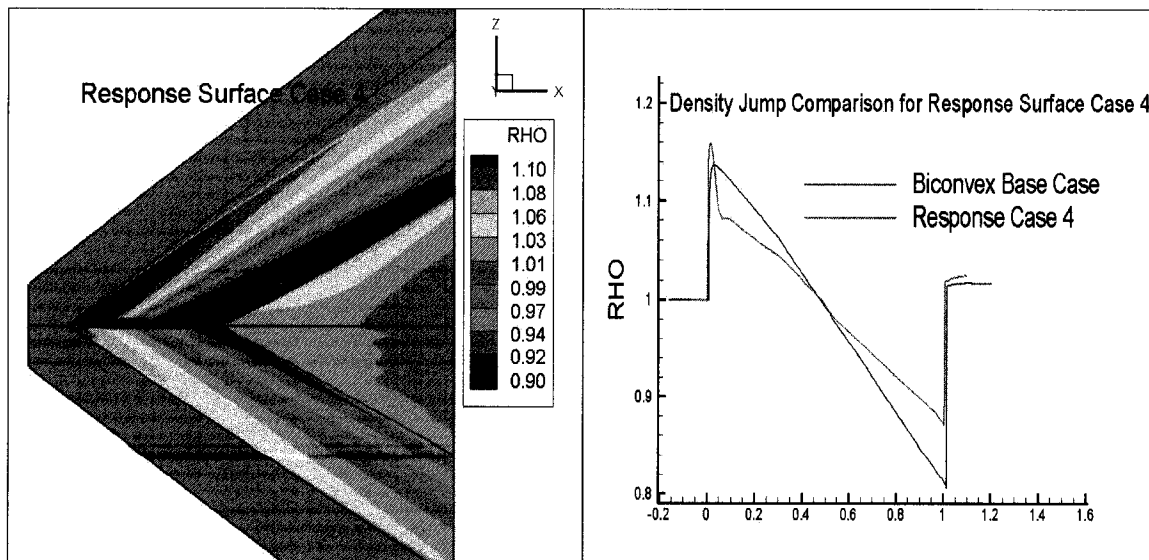 Response Surface Case 4
Z
Y
X
RHO
1.10
1.08
1.06
1.03
1.01
0.99
0.97
0.94
0.92
0.90
Density Jump Comparison for Response Surface Case 4
Biconvex Base Case
Response Case 4
RHO
1.2
1.1
1
0.9
0.8
-0.2 0 0.2 0.4 0.6 0.8 1 1.2 1.4 1.6